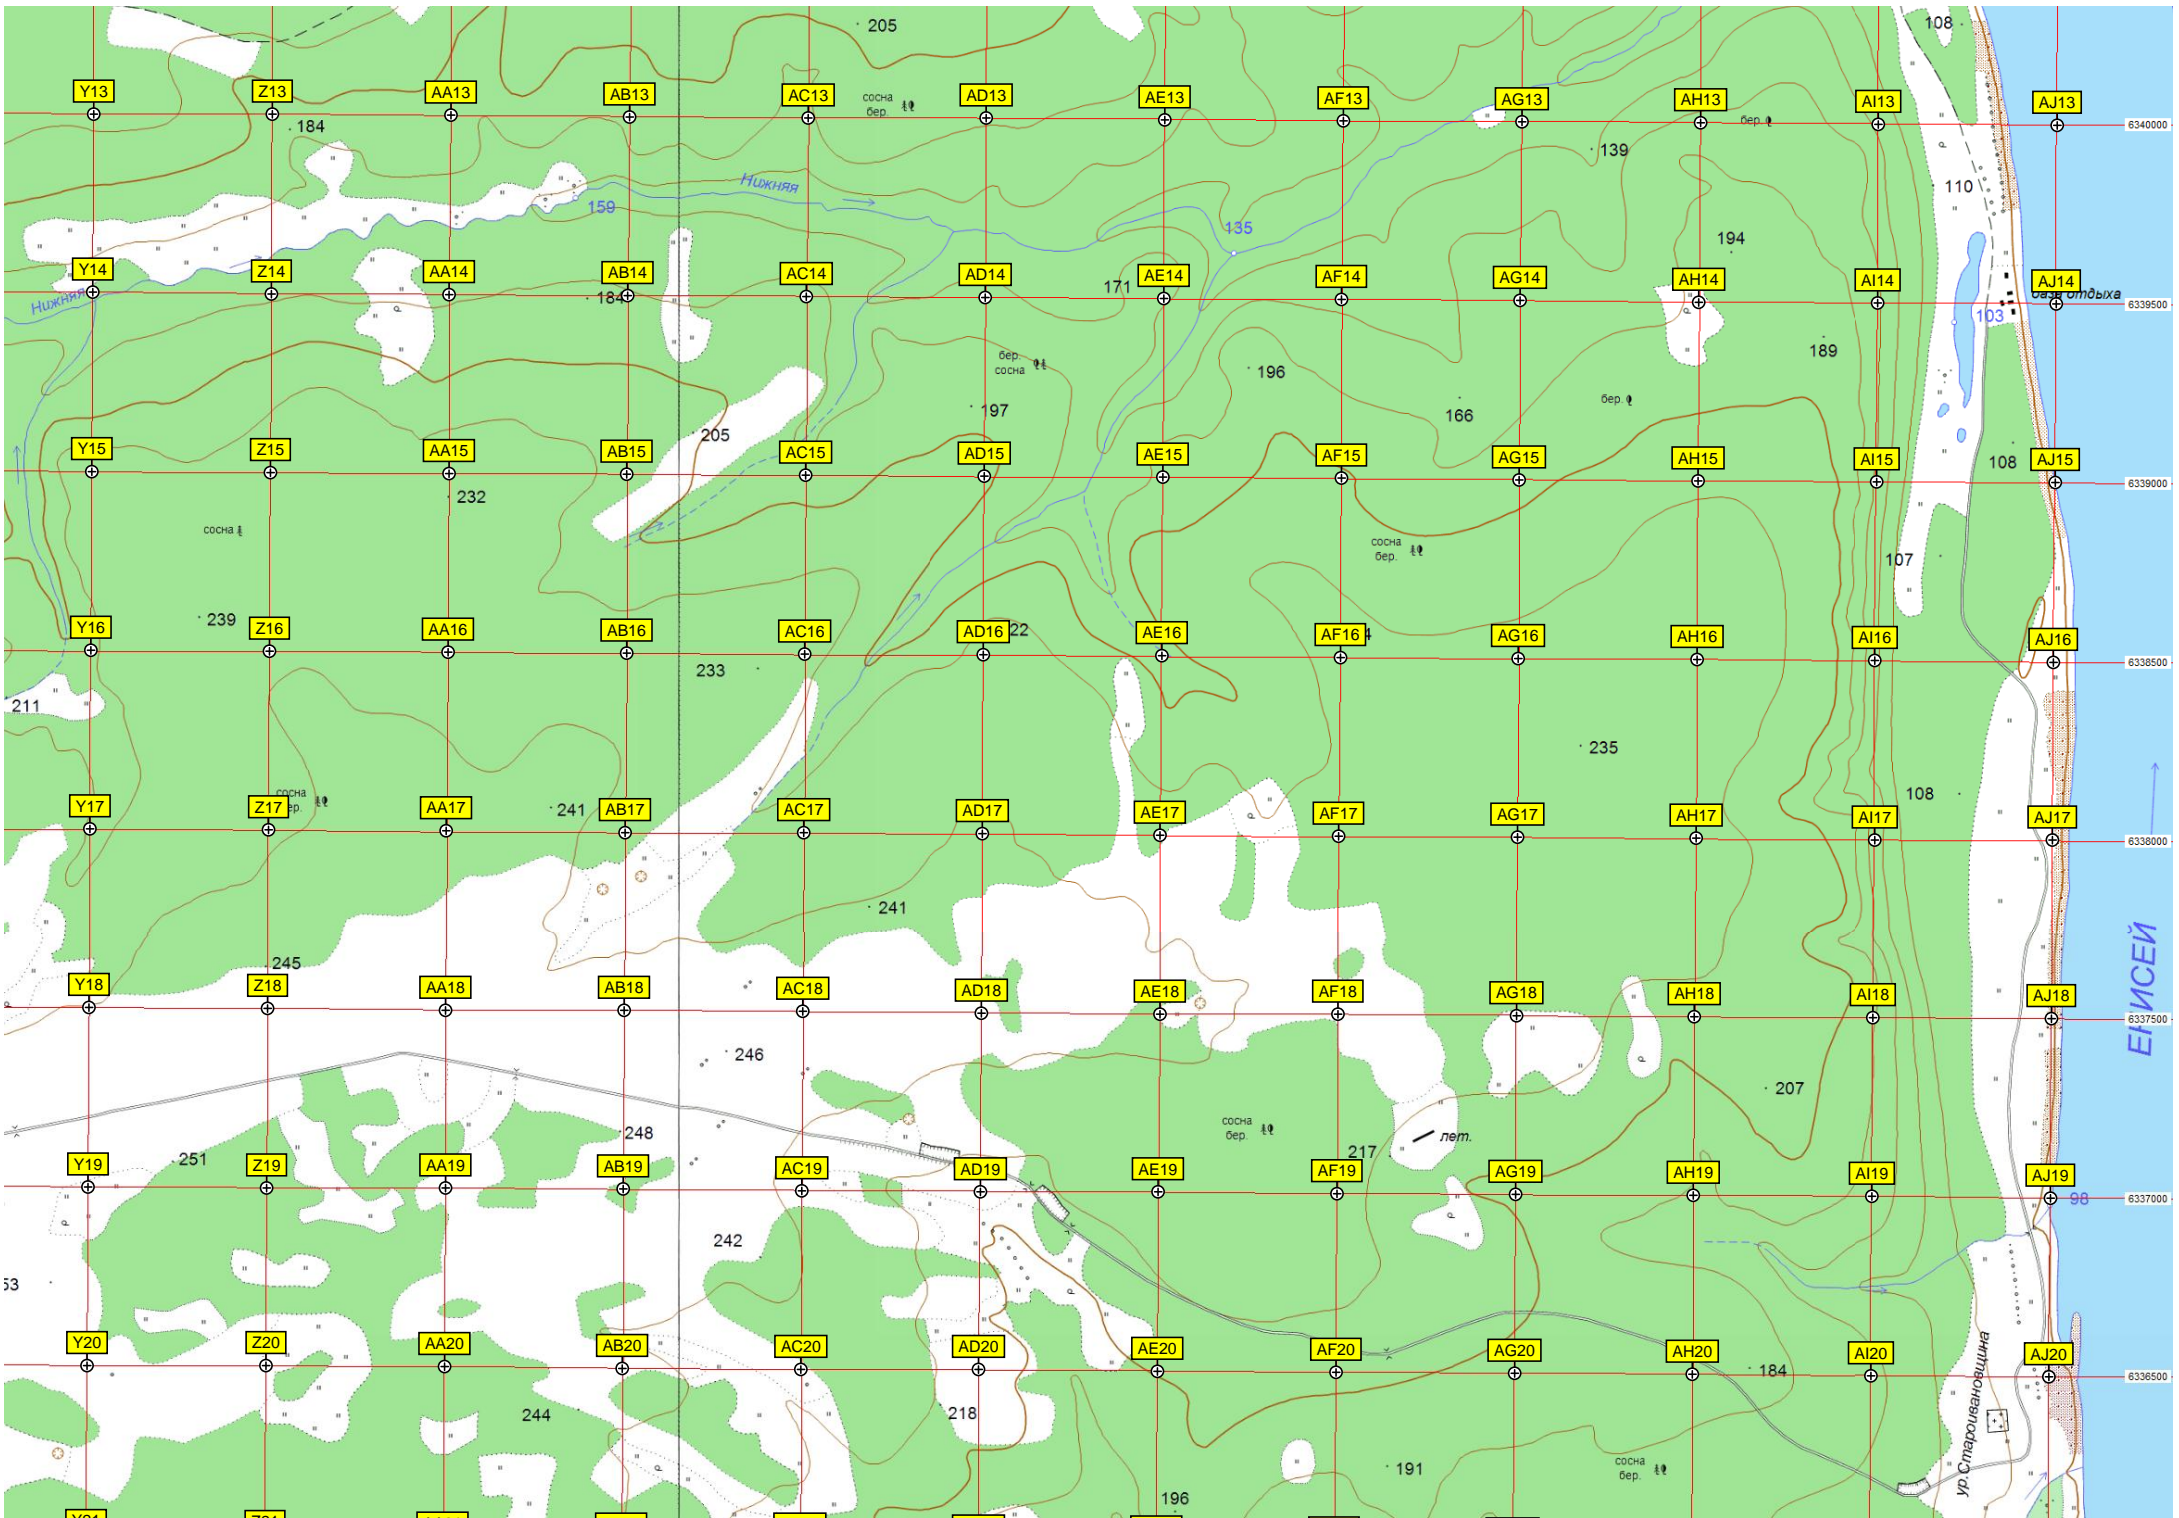 205
108
Y13
Z13
AA13
AB13
AC13
сосна
бер.
AD13
AE13
AF13
AG13
AH13
бер.
AI13
AJ13
6340000
184
139
Нижняя
110
159
135
194
Y14
Z14
AA14
AB14
AC14
AD14
171
AE14
AF14
AG14
AH14
AI14
AJ14
Нижняя
184
база отдыха
6339500
103
бер.
сосна
196
189
197
166
бер.
205
Y15
Z15
AA15
AB15
AC15
AD15
AE15
AF15
AG15
AH15
AI15
108
AJ15
6339000
232
сосна
сосна
бер.
107
239
Y16
Z16
AA16
AB16
AC16
AD16
22
AE16
AF16
AG16
AH16
AI16
AJ16
6338500
233
211
235
сосна
108
Y17
Z17
AA17
241
AB17
AC17
AD17
AE17
AF17
AG17
AH17
AI17
AJ17
6338000
241
ЕНИСЕЙ
245
Y18
Z18
AA18
AB18
AC18
AD18
AE18
AF18
AG18
AH18
AI18
AJ18
6337500
246
207
248
сосна
бер.
лет.
251
217
Y19
Z19
AA19
AB19
AC19
AD19
AE19
AF19
AG19
AH19
AI19
AJ19
98
6337000
242
53
Y20
Z20
AA20
AB20
AC20
AD20
AE20
AF20
AG20
AH20
184
AI20
AJ20
6336500
ур.Старoивановщина
244
218
191
сосна
бер.
196